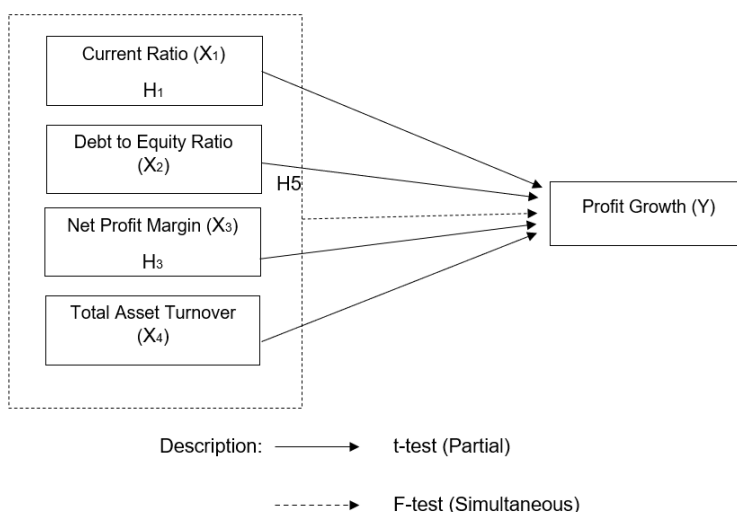 Current Ratio (X₁)
H₁
Debt to Equity Ratio
(X₂)
H5
Net Profit Margin (X₃)
H₃
Total Asset Turnover
(X₄)
Profit Growth (Y)
Description:
t-test (Partial)
F-test (Simultaneous)